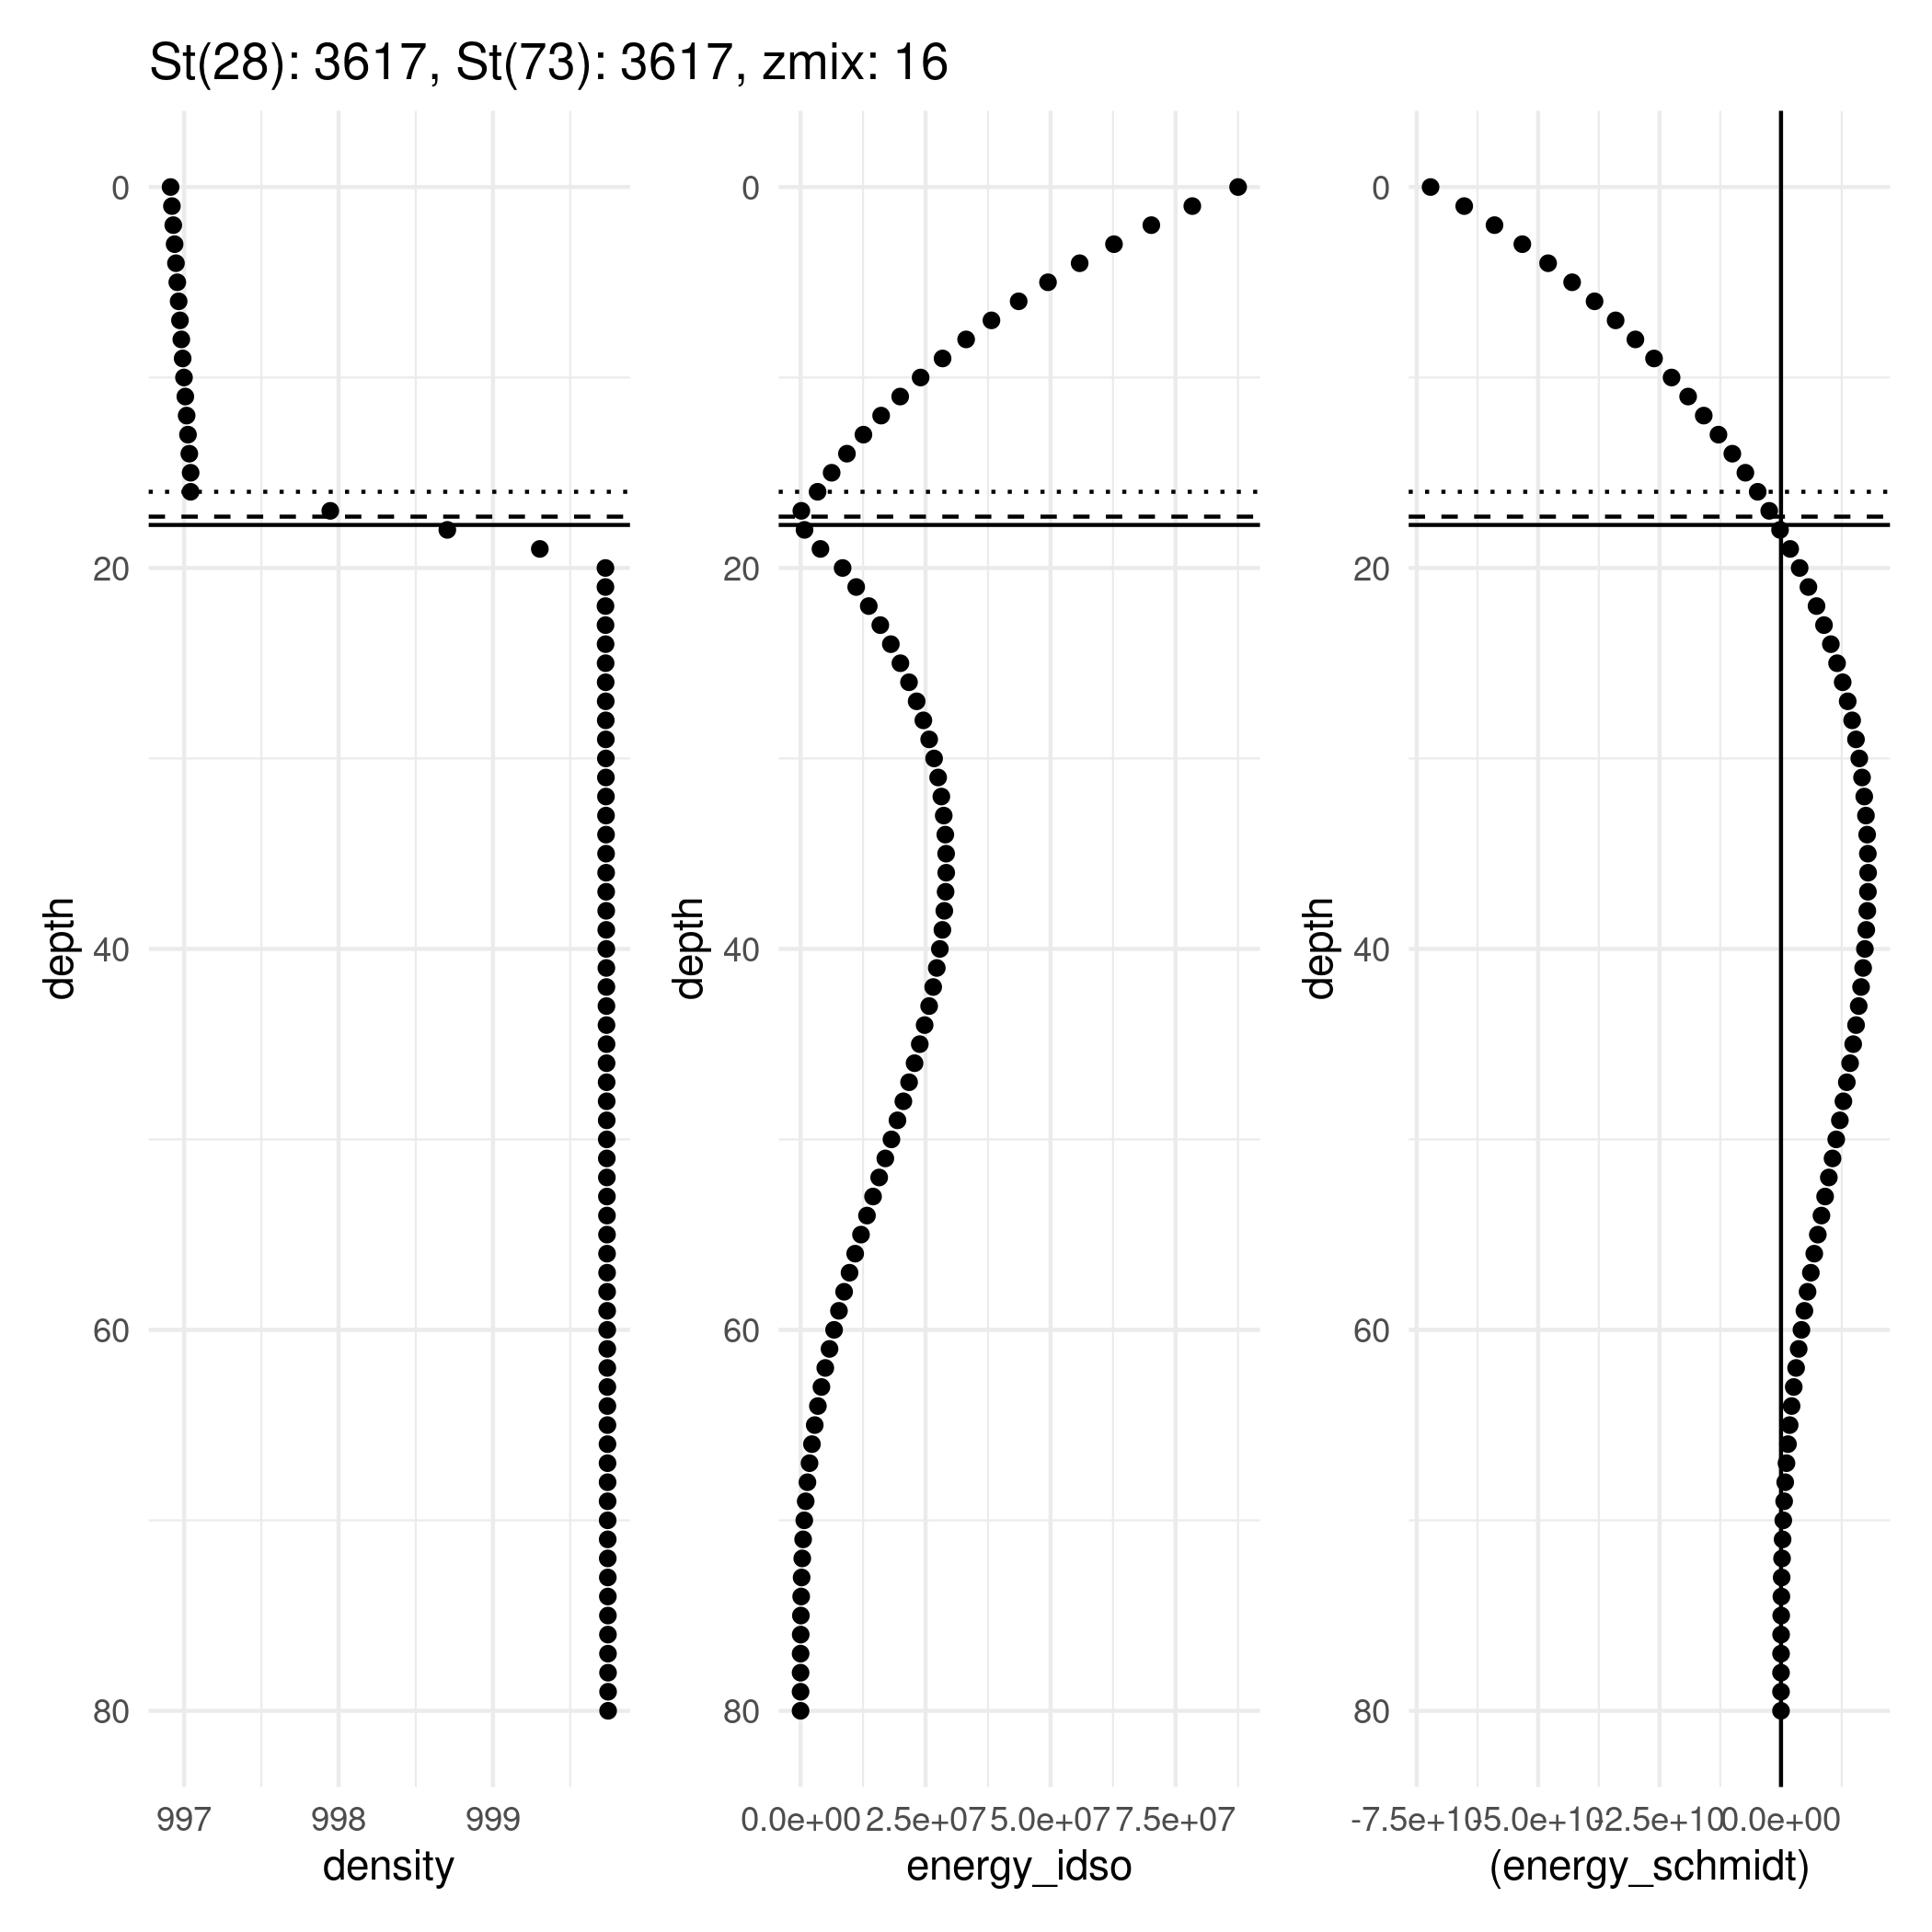 St(28): 3617, St(73): 3617, zmix: 16
0
20
40
60
80
depth
997
998
999
density
0
20
40
60
80
depth
0.0e+00
2.5e+07
5.0e+07
7.5e+07
energy_idso
0
20
40
60
80
depth
-7.5e+10
-5.0e+10
-2.5e+10
0.0e+00
(energy_schmidt)